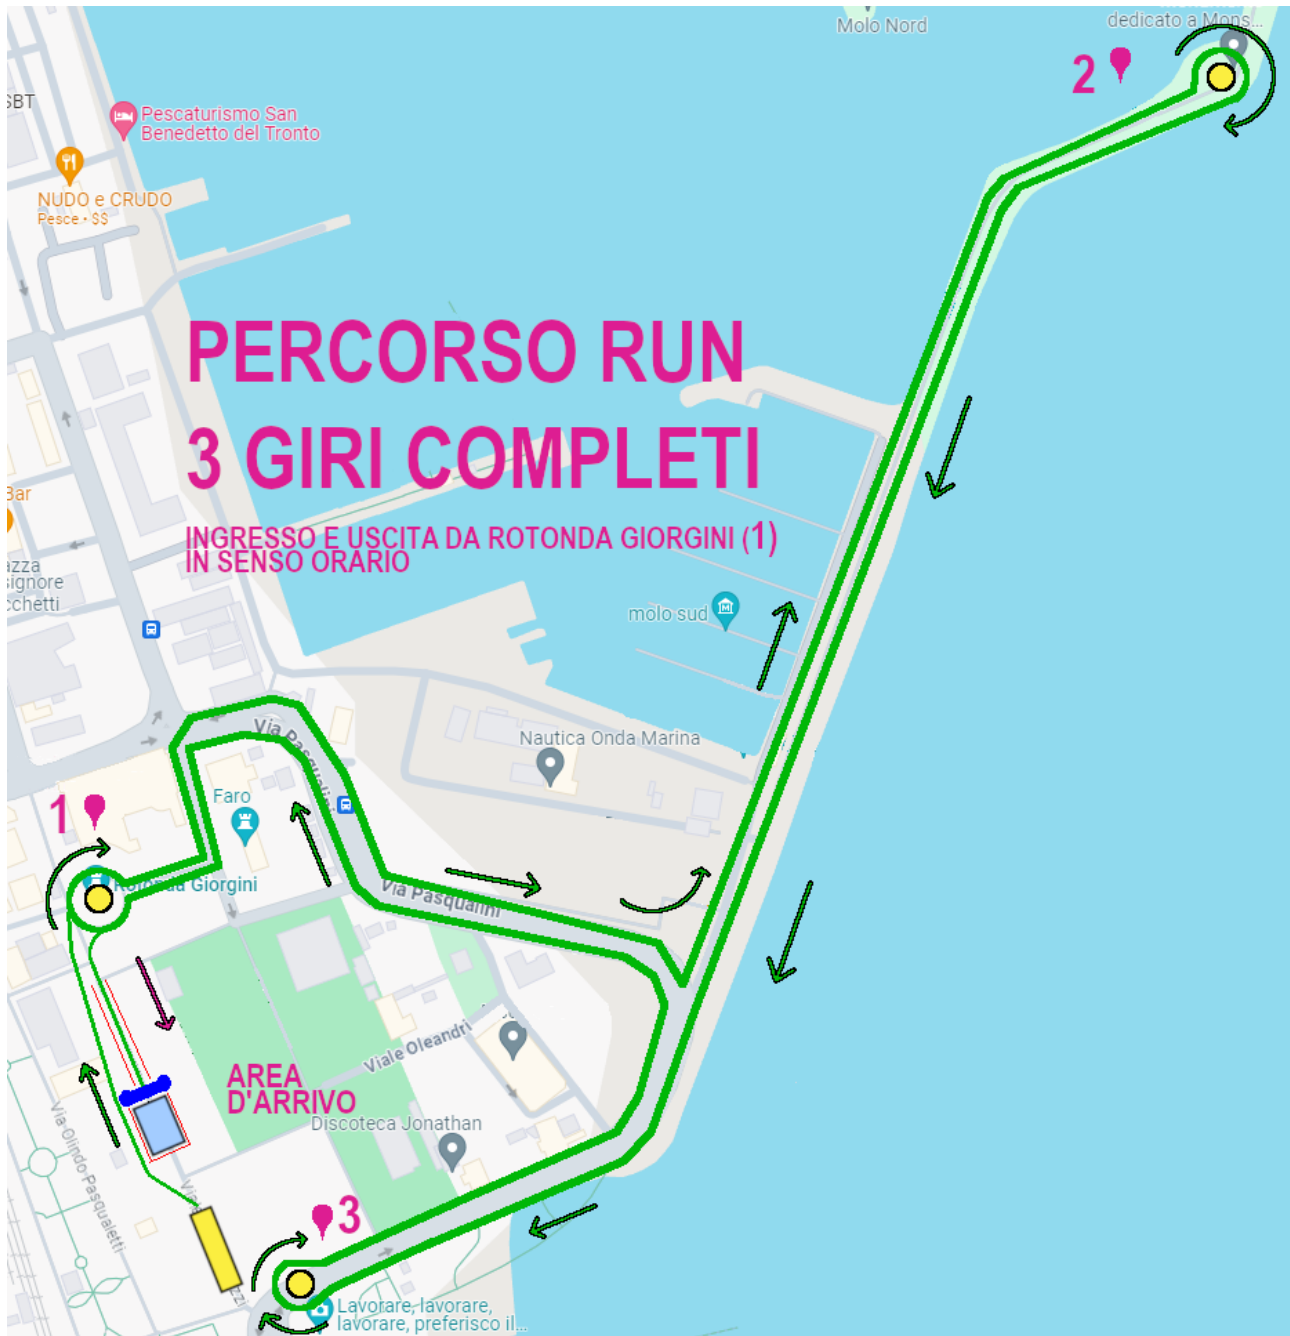 Molo Nord
dedicato a Mons...
2
SBT
Pescaturismo San
Benedetto del Tronto
NUDO e CRUDO
Pesce • $$
PERCORSO RUN
3 GIRI COMPLETI
INGRESSO E USCITA DA ROTONDA GIORGINI (1)
IN SENSO ORARIO
Bar
azza
signore
cchetti
molo sud
Via Pasqualini
Nautica Onda Marina
1
Faro
Rotonda Giorgini
Via Pasqualini
Viale Oleandri
AREA
D'ARRIVO
Discoteca Jonathan
Via Olindo Pasqualetti
3
Lavorare, lavorare,
lavorare, preferisco il...